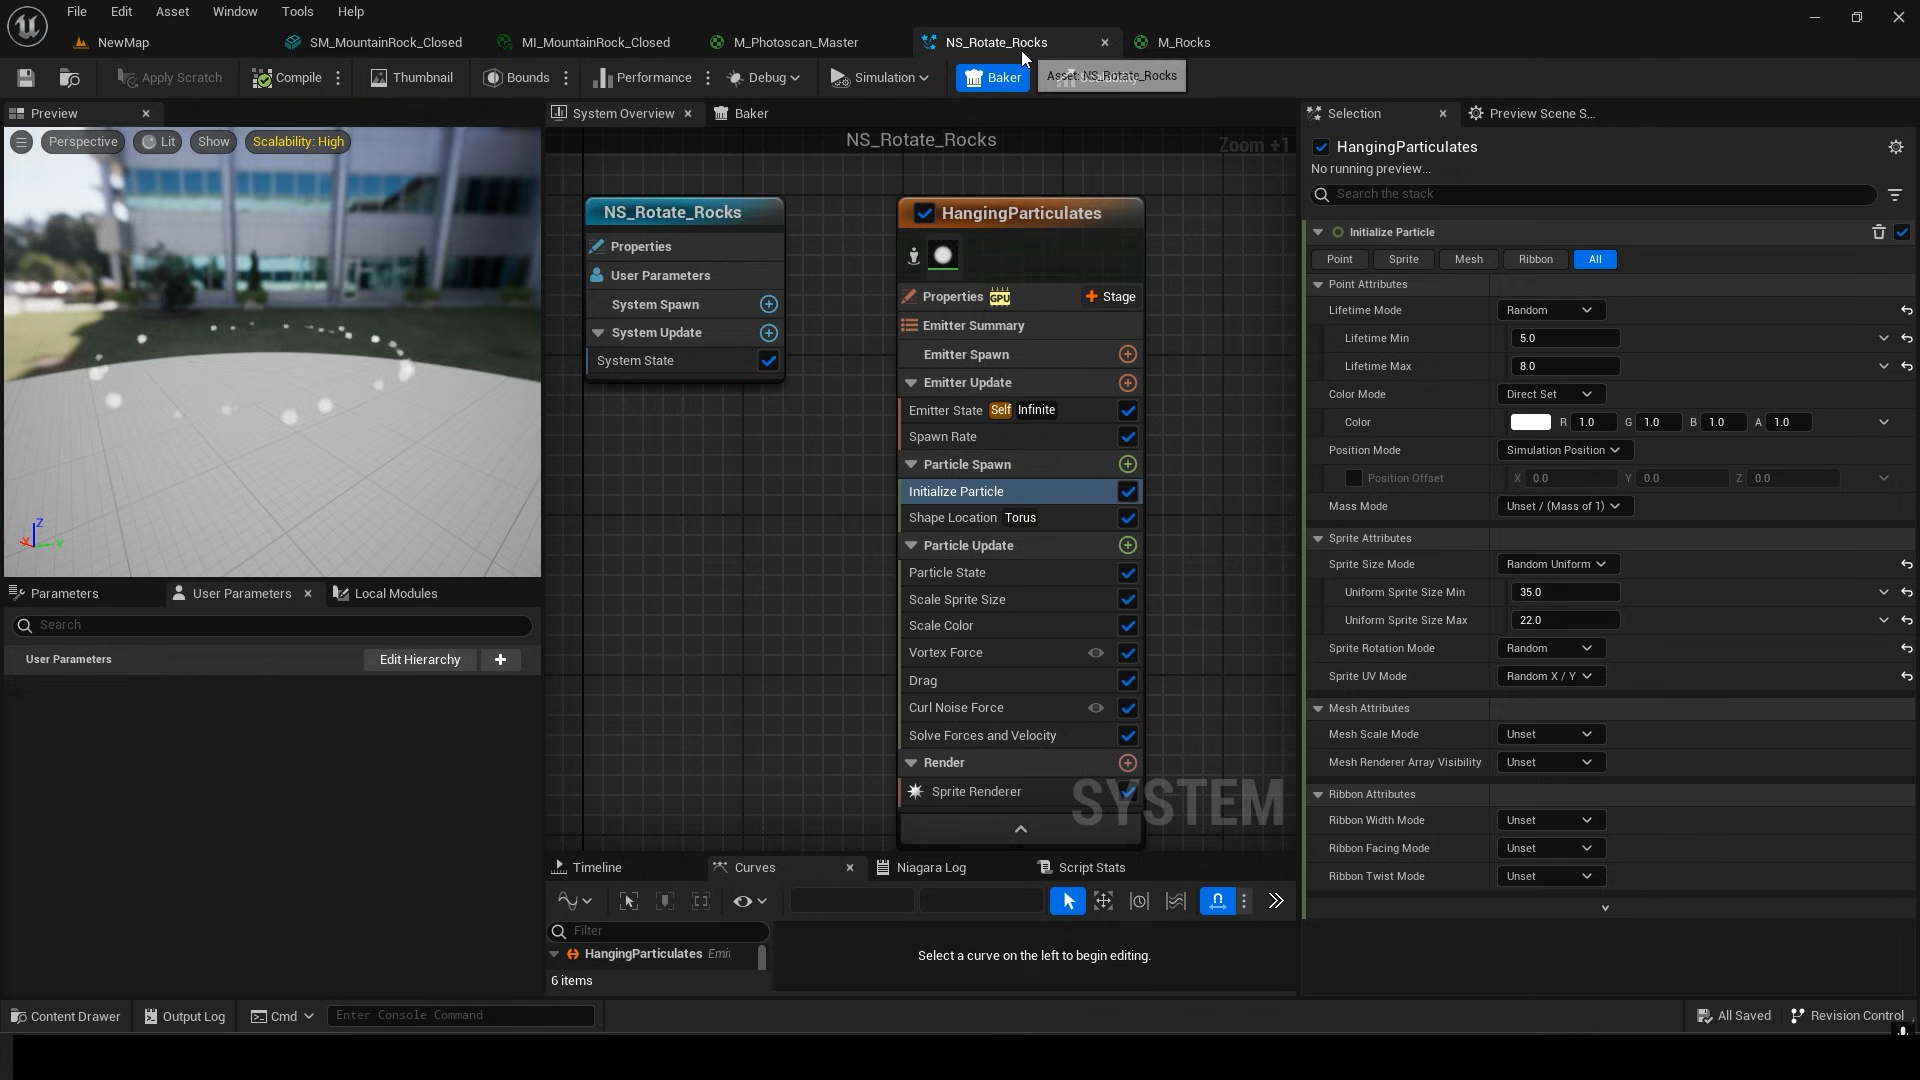 File Edit Asset Window Tools Help
NewMap SM_MountainRock_Closed MI_MountainRock_Closed M_Photoscan_Master NS_Rotate_Rocks M_Rocks
Apply Scratch Compile Thumbnail Bounds Performance Debug Simulation Baker Asset: NS_Rotate_Rocks
Preview
Perspective Lit Show Scalability: High
Z
X Y
Parameters User Parameters Local Modules
Search
User Parameters Edit Hierarchy
System Overview Baker
NS_Rotate_Rocks
Zoom +1
NS_Rotate_Rocks
Properties
User Parameters
System Spawn
System Update
System State
HangingParticulates
Properties GPU Stage
Emitter Summary
Emitter Spawn
Emitter Update
Emitter State Self Infinite
Spawn Rate
Particle Spawn
Initialize Particle
Shape Location Torus
Particle Update
Particle State
Scale Sprite Size
Scale Color
Vortex Force
Drag
Curl Noise Force
Solve Forces and Velocity
Render
Sprite Renderer
SYSTEM
Timeline Curves Niagara Log Script Stats
Filter
HangingParticulates Emi
6 items
Select a curve on the left to begin editing.
Selection Preview Scene S...
HangingParticulates
No running preview...
Search the stack
Initialize Particle
Point Sprite Mesh Ribbon All
Point Attributes
Lifetime Mode Random
Lifetime Min 5.0
Lifetime Max 8.0
Color Mode Direct Set
Color R 1.0 G 1.0 B 1.0 A 1.0
Position Mode Simulation Position
Position Offset X 0.0 Y 0.0 Z 0.0
Mass Mode Unset / (Mass of 1)
Sprite Attributes
Sprite Size Mode Random Uniform
Uniform Sprite Size Min 35.0
Uniform Sprite Size Max 22.0
Sprite Rotation Mode Random
Sprite UV Mode Random X / Y
Mesh Attributes
Mesh Scale Mode Unset
Mesh Renderer Array Visibility Unset
Ribbon Attributes
Ribbon Width Mode Unset
Ribbon Facing Mode Unset
Ribbon Twist Mode Unset
Content Drawer Output Log Cmd Enter Console Command All Saved Revision Control